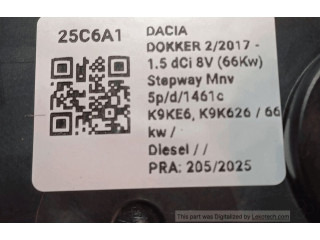 25C6A1
DACIA
DOKKER 2/2017 -
1.5 dCi 8V (66Kw)
Stepway Mnv
5p/d/1461c
K9KE6, K9K626 / 66
kw /
Diesel / /
PRA: 205/2025
This part was Digitalized by Lesotech.com